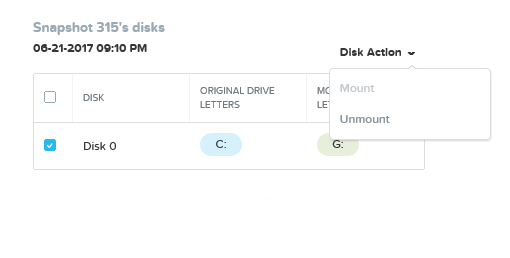 Snapshot 315's disks
06-21-2017 09:10 PM
Disk Action
Mount
Unmount
DISK
ORIGINAL DRIVE
LETTERS
Disk 0
C:
G: